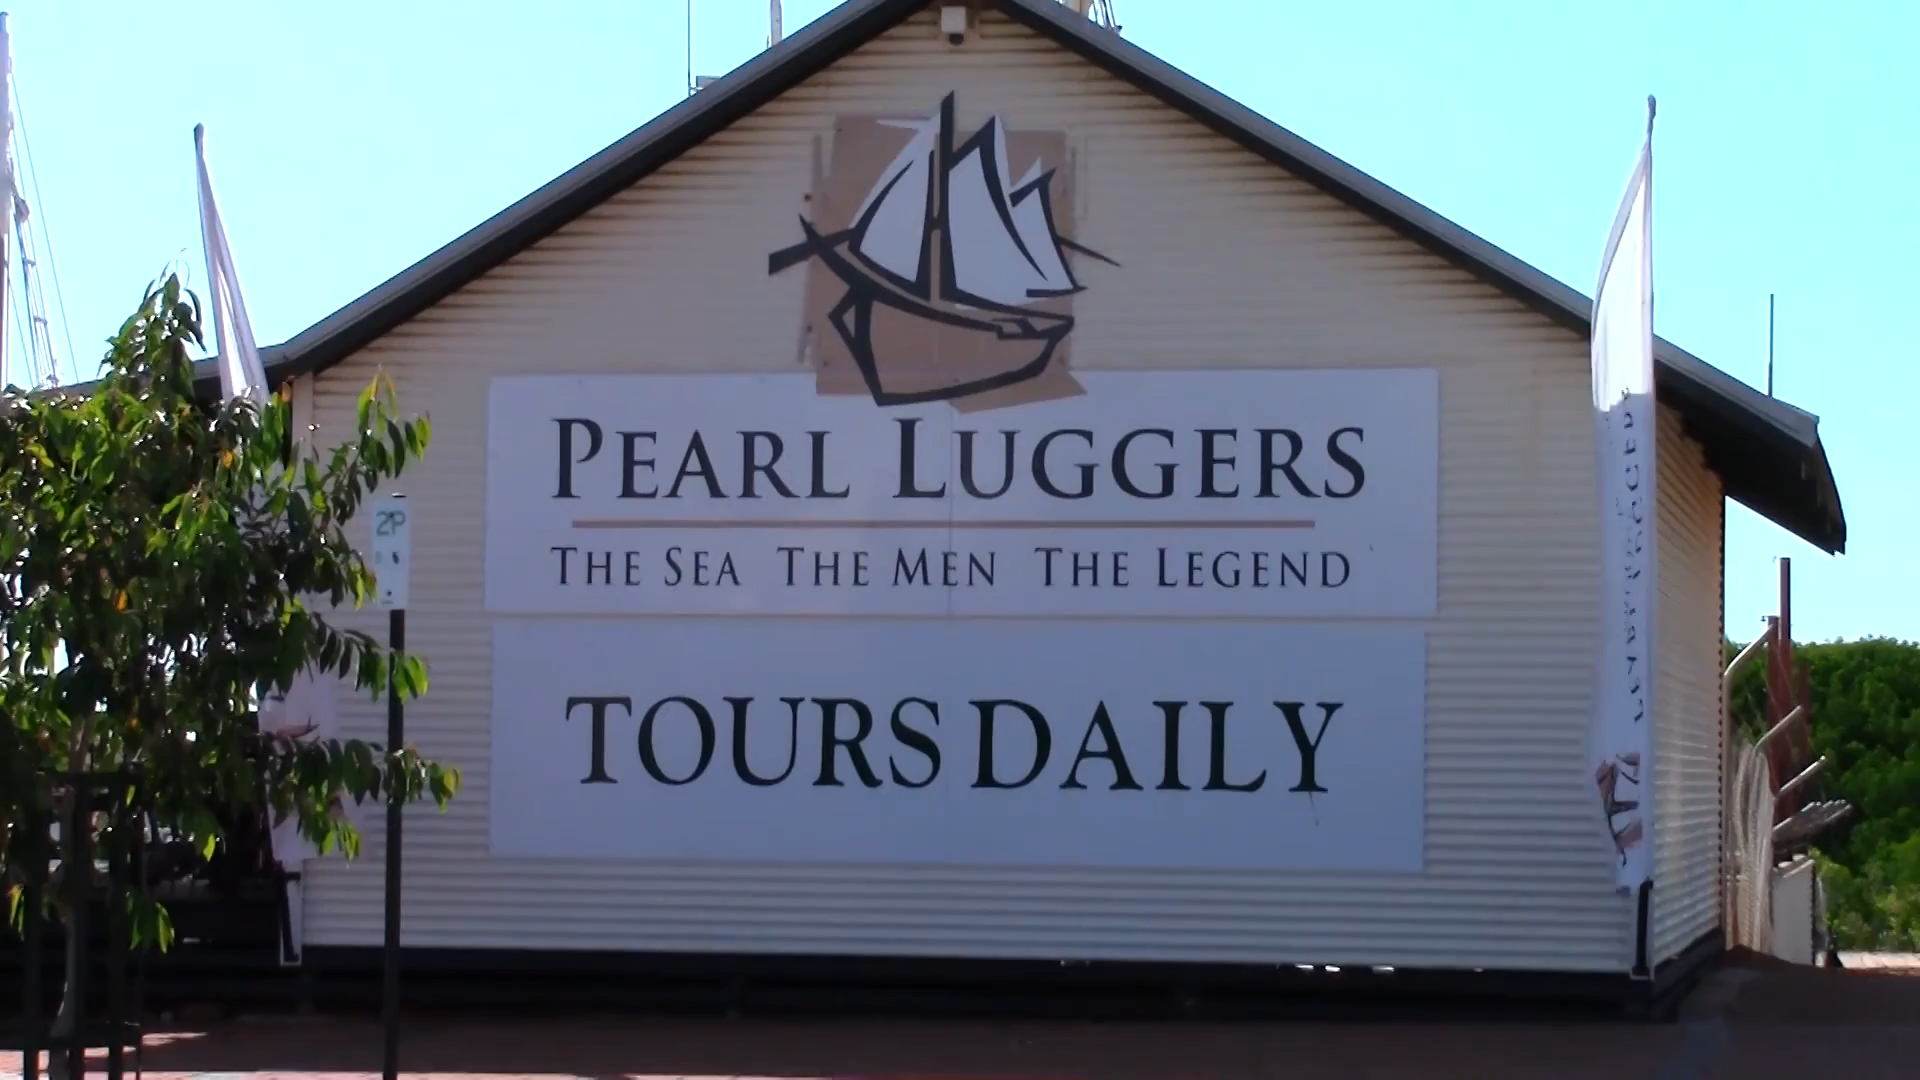 PEARL LUGGERS
THE SEA THE MEN THE LEGEND
TOURS DAILY
2P